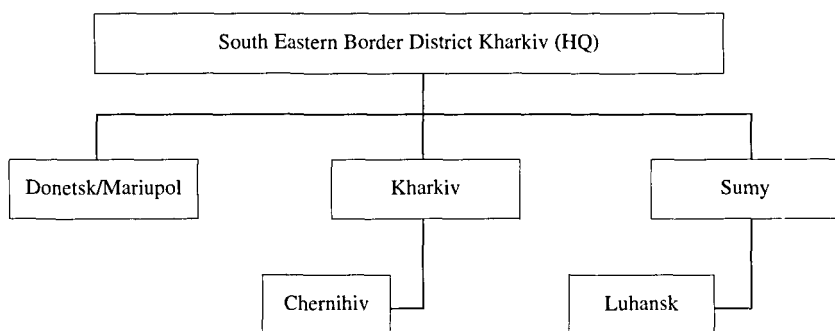 South Eastern Border District Kharkiv (HQ)
Donetsk/Mariupol
Kharkiv
Sumy
Chernihiv
Luhansk